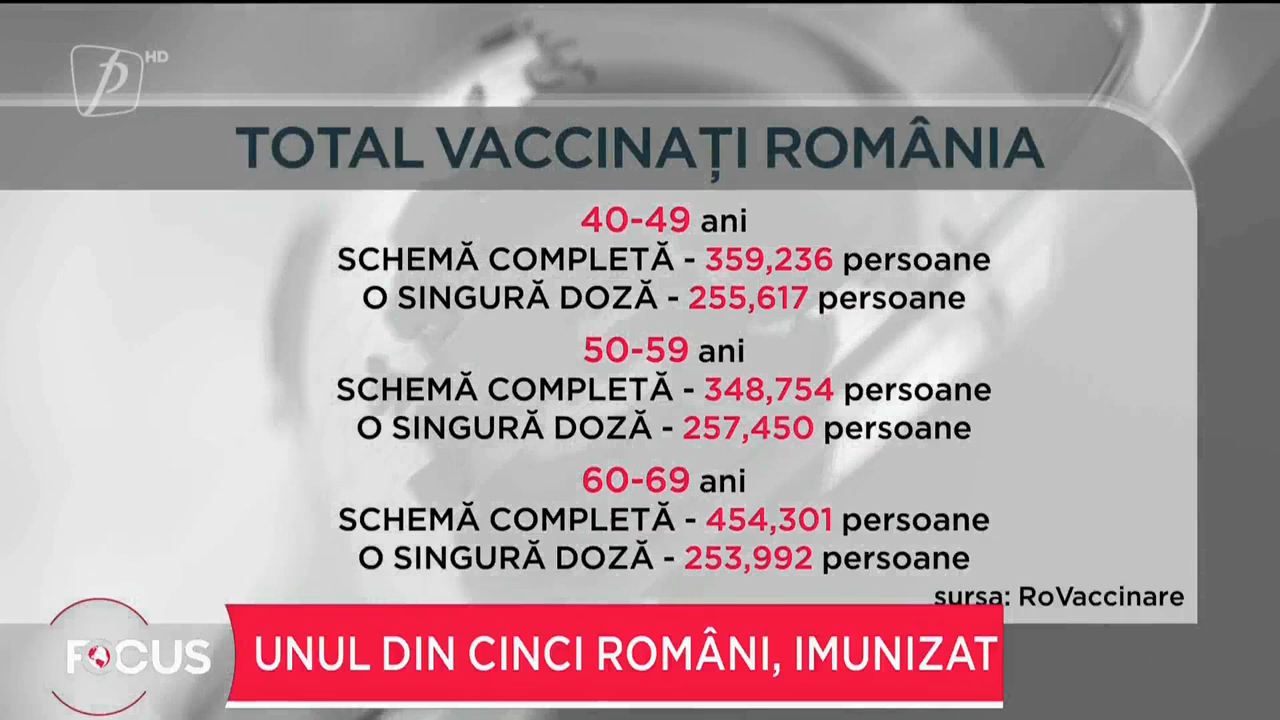 p HD
TOTAL VACCINAȚI ROMÂNIA
40-49 ani
SCHEMĂ COMPLETĂ - 359,236 persoane
O SINGURĂ DOZĂ - 255,617 persoane
50-59 ani
SCHEMĂ COMPLETĂ - 348,754 persoane
O SINGURĂ DOZĂ - 257,450 persoane
60-69 ani
SCHEMĂ COMPLETĂ - 454,301 persoane
O SINGURĂ DOZĂ - 253,992 persoane
sursa: RoVaccinare
FOCUS
UNUL DIN CINCI ROMÂNI, IMUNIZAT